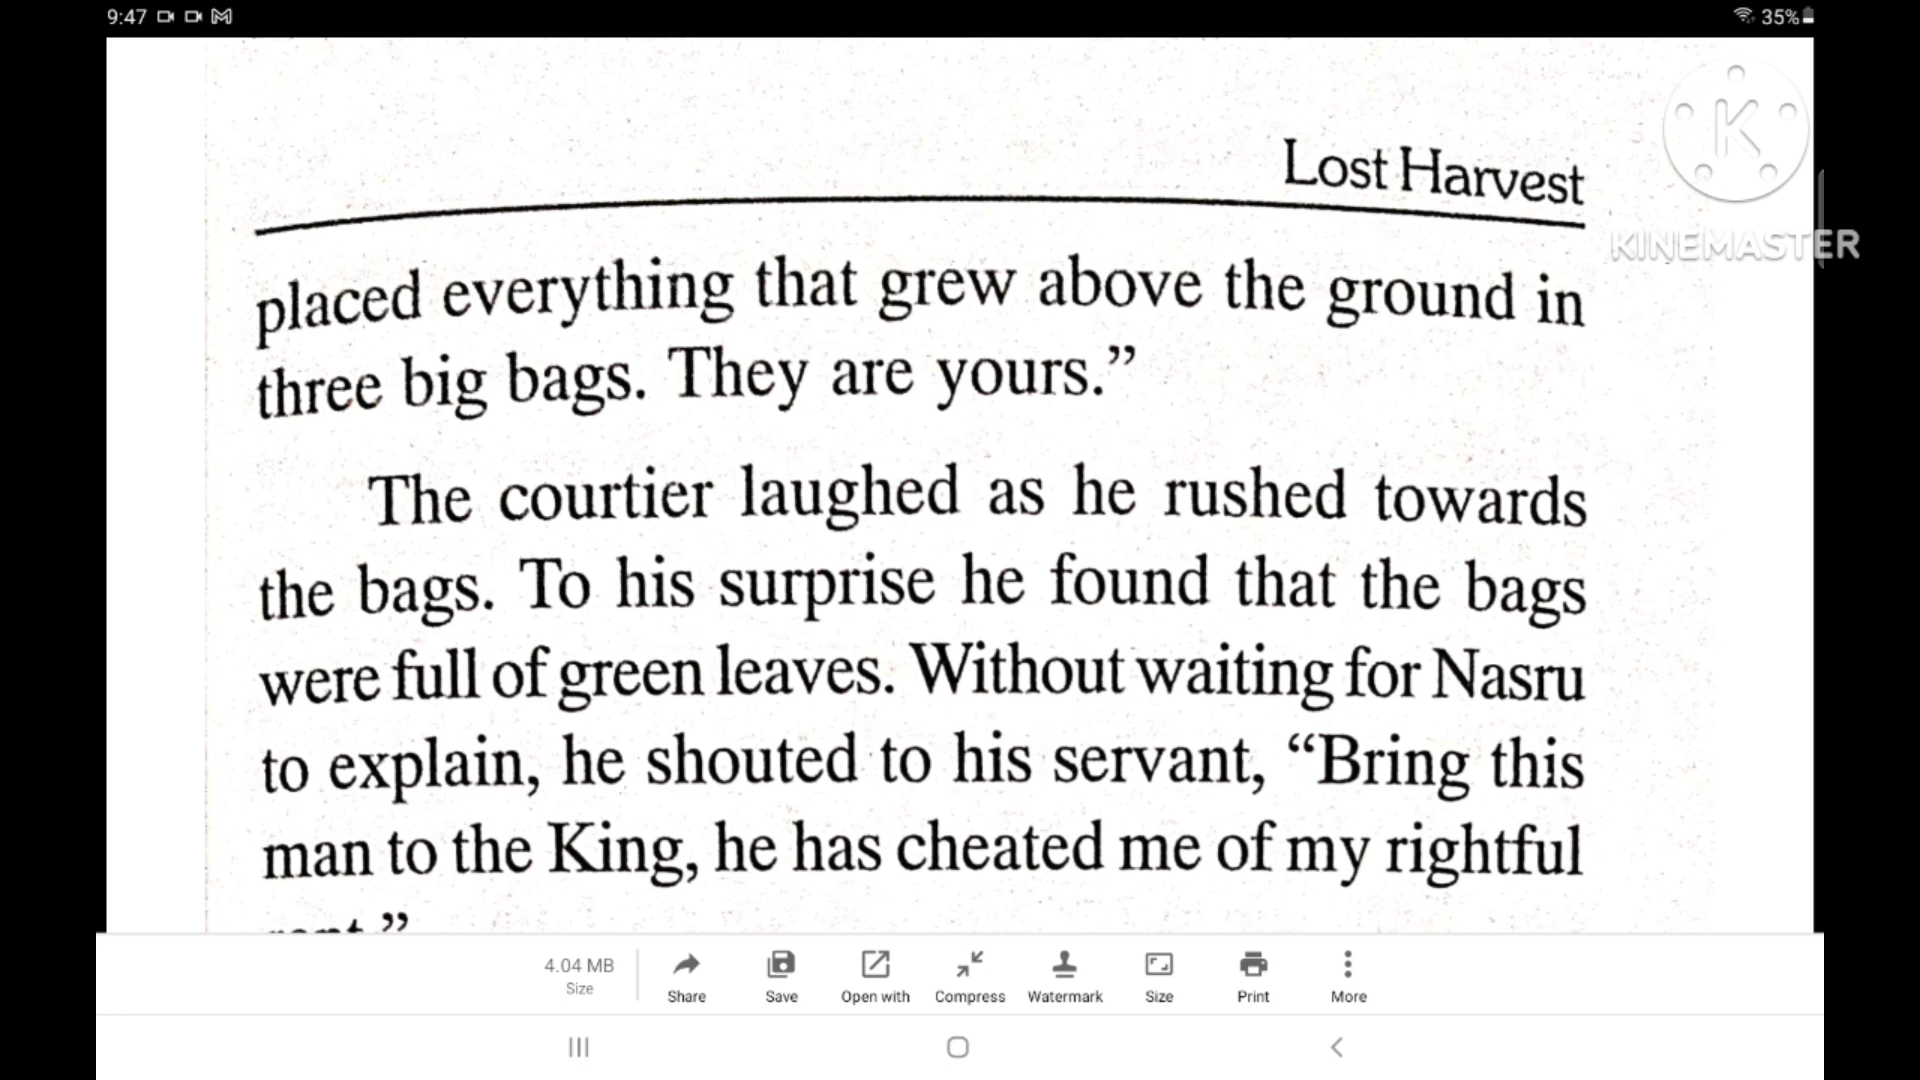 9:47
35%
Lost Harvest
K
KINEMASTER
placed everything that grew above the ground in
three big bags. They are yours.”
The courtier laughed as he rushed towards
the bags. To his surprise he found that the bags
were full of green leaves. Without waiting for Nasru
to explain, he shouted to his servant, “Bring this
man to the King, he has cheated me of my rightful
4.04 MB
Size
Share
Save
Open with
Compress
Watermark
Size
Print
More